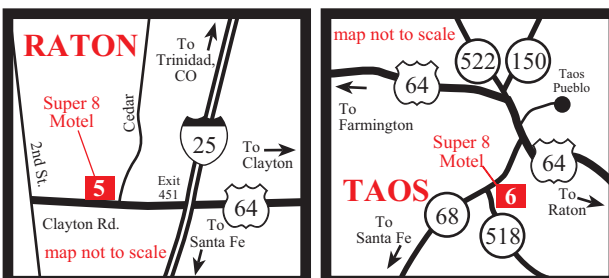 RATON
To
Trinidad,
CO
Super 8
Motel
Cedar
2nd St.
5
25
To
Clayton
Exit
451
64
Clayton Rd.
To
Santa Fe
map not to scale
map not to scale
522
150
64
Taos
Pueblo
To
Farmington
Super 8
Motel
64
TAOS
6
To
Raton
68
To
Santa Fe
518